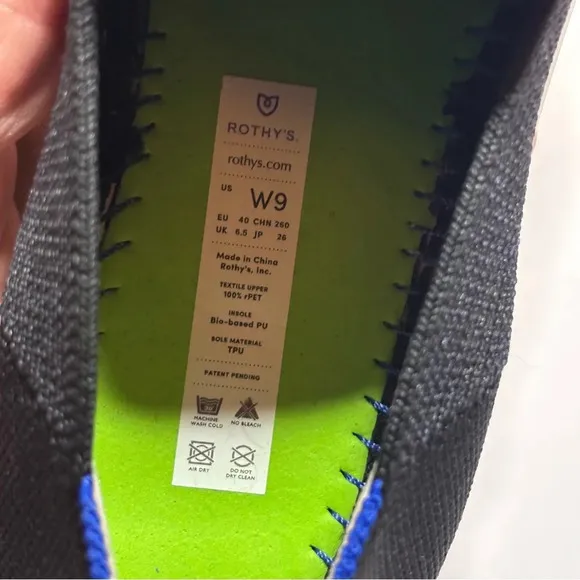 ROTHY'S.
rothys.com
US W9
EU 40 CHN 260
UK 6.5 JP 26
Made in China
Rothy's, Inc.
TEXTILE UPPER
100% rPET
INSOLE
Bio-based PU
SOLE MATERIAL
TPU
PATENT PENDING
MACHINE WASH COLD
NO BLEACH
AIR DRY
DO NOT DRY CLEAN